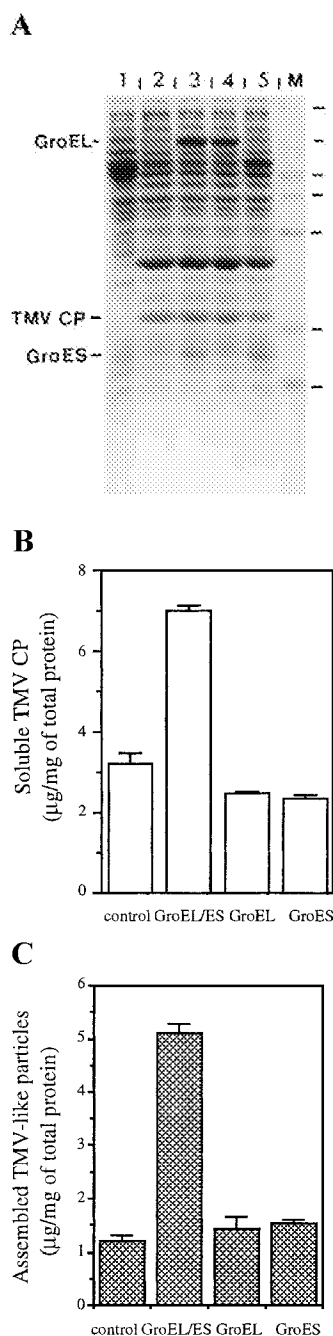 A
1 2 3 4 5 M
GroEL
TMV CP
GroES
B
8
6
4
2
0
Soluble TMV CP
(μg/mg of total protein)
control GroEL/ES GroEL GroES
C
6
5
4
3
2
1
0
Assembled TMV-like particles
(μg/mg of total protein)
control GroEL/ES GroEL GroES